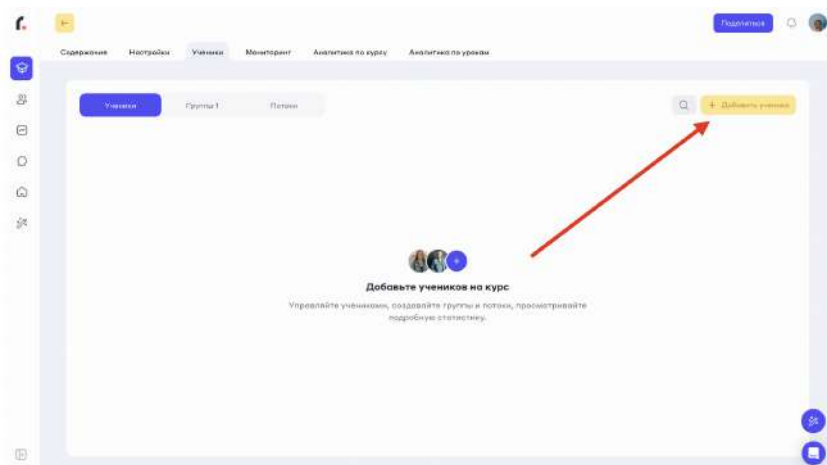 Поделиться
Содержание Настройки Ученики Мониторинг Аналитика по курсу Аналитика по урокам
Ученики Группы 1 Потоки + Добавить ученика
Добавьте учеников на курс
Управляйте учениками, создавайте группы и потоки, просматривайте
подробную статистику.